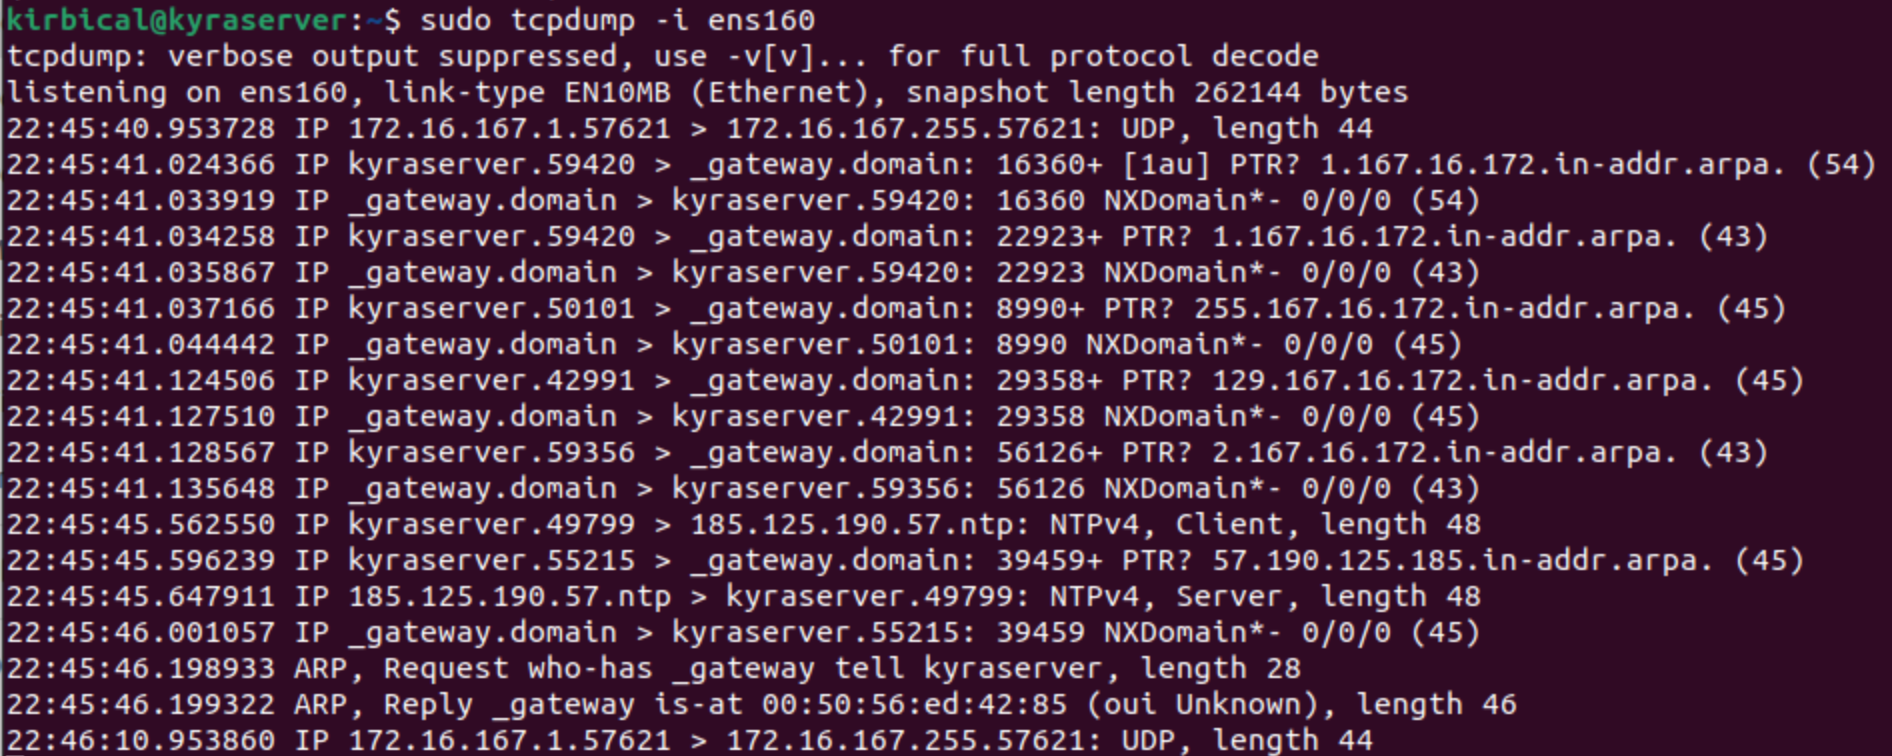 kirbical@kyraserver:~$ sudo tcpdump -i ens160
tcpdump: verbose output suppressed, use -v[v]... for full protocol decode
listening on ens160, link-type EN10MB (Ethernet), snapshot length 262144 bytes
22:45:40.953728 IP 172.16.167.1.57621 > 172.16.167.255.57621: UDP, length 44
22:45:41.024366 IP kyraserver.59420 > _gateway.domain: 16360+ [1au] PTR? 1.167.16.172.in-addr.arpa. (54)
22:45:41.033919 IP _gateway.domain > kyraserver.59420: 16360 NXDomain*- 0/0/0 (54)
22:45:41.034258 IP kyraserver.59420 > _gateway.domain: 22923+ PTR? 1.167.16.172.in-addr.arpa. (43)
22:45:41.035867 IP _gateway.domain > kyraserver.59420: 22923 NXDomain*- 0/0/0 (43)
22:45:41.037166 IP kyraserver.50101 > _gateway.domain: 8990+ PTR? 255.167.16.172.in-addr.arpa. (45)
22:45:41.044442 IP _gateway.domain > kyraserver.50101: 8990 NXDomain*- 0/0/0 (45)
22:45:41.124506 IP kyraserver.42991 > _gateway.domain: 29358+ PTR? 129.167.16.172.in-addr.arpa. (45)
22:45:41.127510 IP _gateway.domain > kyraserver.42991: 29358 NXDomain*- 0/0/0 (45)
22:45:41.128567 IP kyraserver.59356 > _gateway.domain: 56126+ PTR? 2.167.16.172.in-addr.arpa. (43)
22:45:41.135648 IP _gateway.domain > kyraserver.59356: 56126 NXDomain*- 0/0/0 (43)
22:45:45.562550 IP kyraserver.49799 > 185.125.190.57.ntp: NTPv4, Client, length 48
22:45:45.596239 IP kyraserver.55215 > _gateway.domain: 39459+ PTR? 57.190.125.185.in-addr.arpa. (45)
22:45:45.647911 IP 185.125.190.57.ntp > kyraserver.49799: NTPv4, Server, length 48
22:45:46.001057 IP _gateway.domain > kyraserver.55215: 39459 NXDomain*- 0/0/0 (45)
22:45:46.198933 ARP, Request who-has _gateway tell kyraserver, length 28
22:45:46.199322 ARP, Reply _gateway is-at 00:50:56:ed:42:85 (oui Unknown), length 46
22:46:10.953860 IP 172.16.167.1.57621 > 172.16.167.255.57621: UDP, length 44